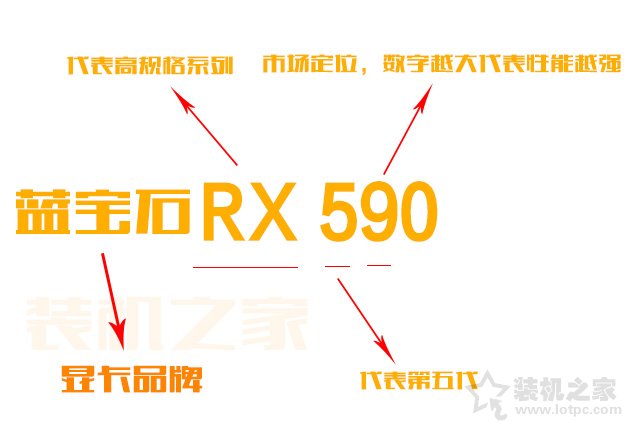 代表高规格系列
市场定位，数字越大代表性能越强
蓝宝石RX 590
装机之家
显卡品牌
代表第五代
装机之家
www.lotpc.com